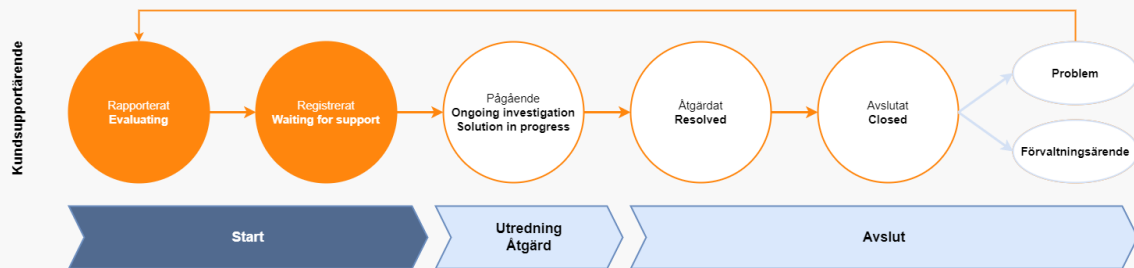 Kundsupportärende
Rapporterat
Evaluating
Registrerat
Waiting for support
Pågående
Ongoing investigation
Solution in progress
Åtgärdat
Resolved
Avslutat
Closed
Problem
Förvaltningsärende
Start
Utredning
Åtgärd
Avslut